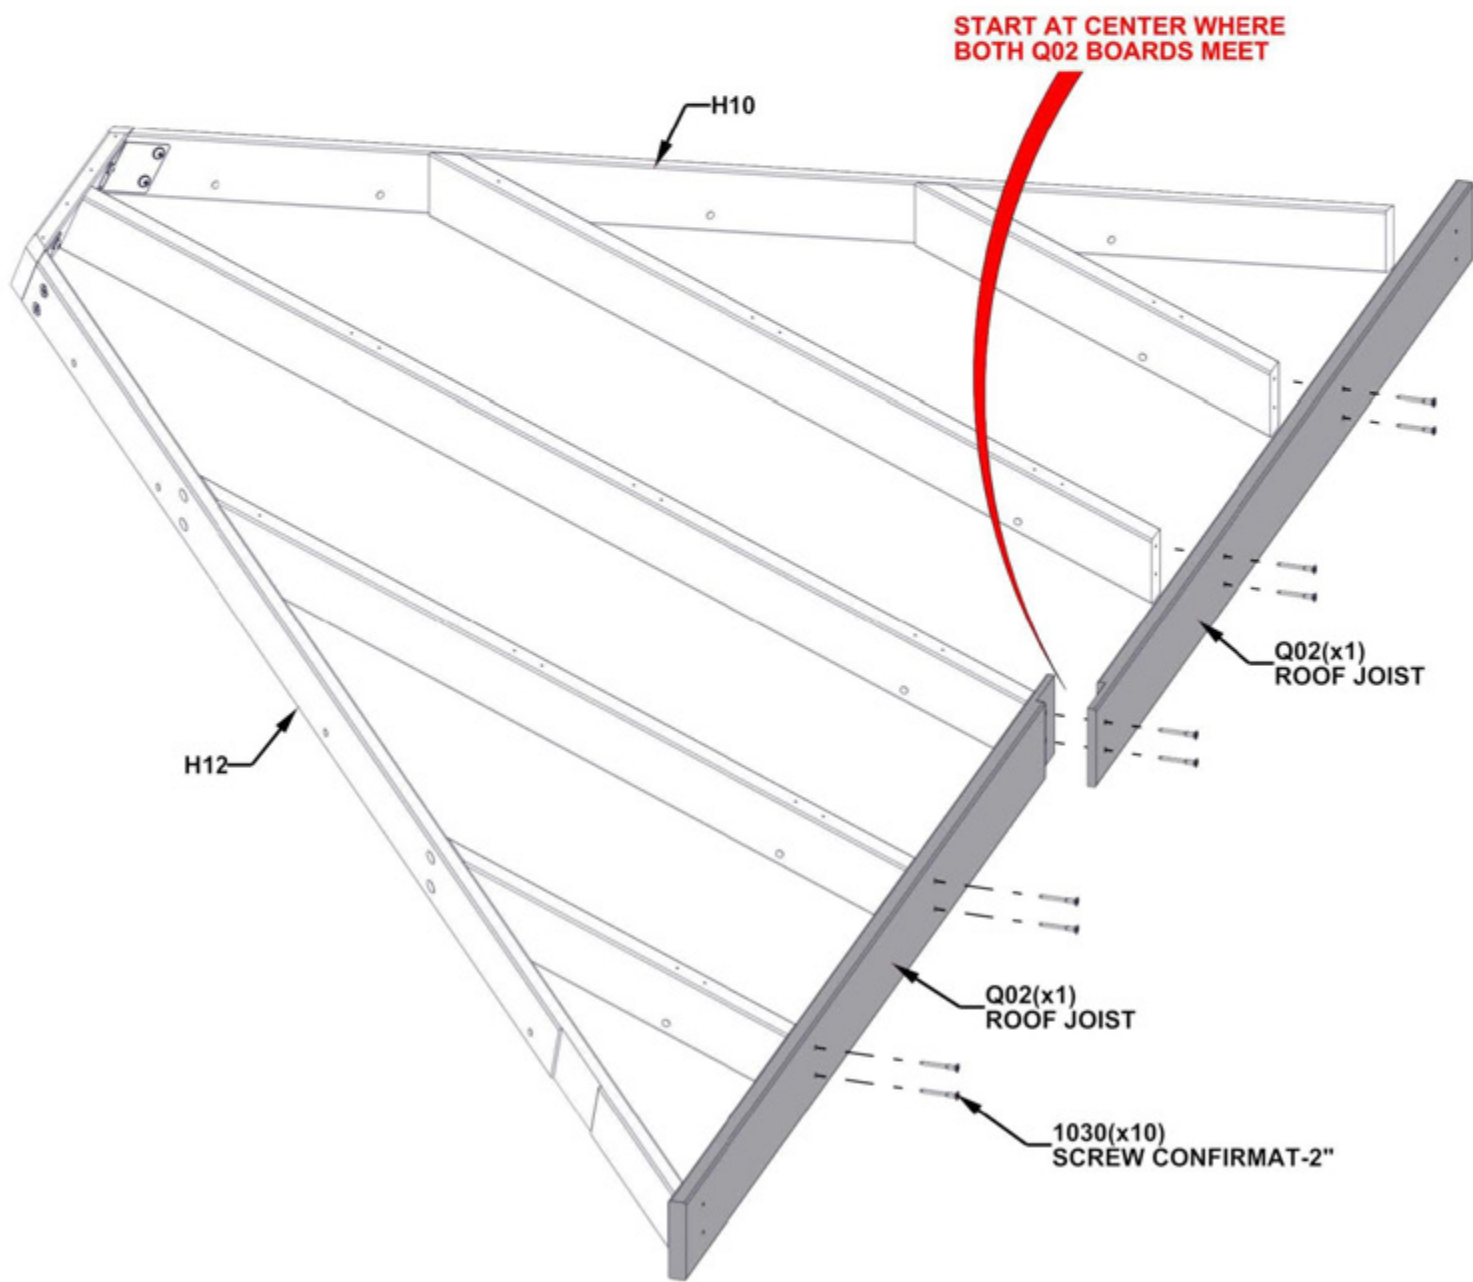 START AT CENTER WHERE
BOTH Q02 BOARDS MEET
H10
Q02(x1)
ROOF JOIST
H12
Q02(x1)
ROOF JOIST
1030(x10)
SCREW CONFIRMAT-2"